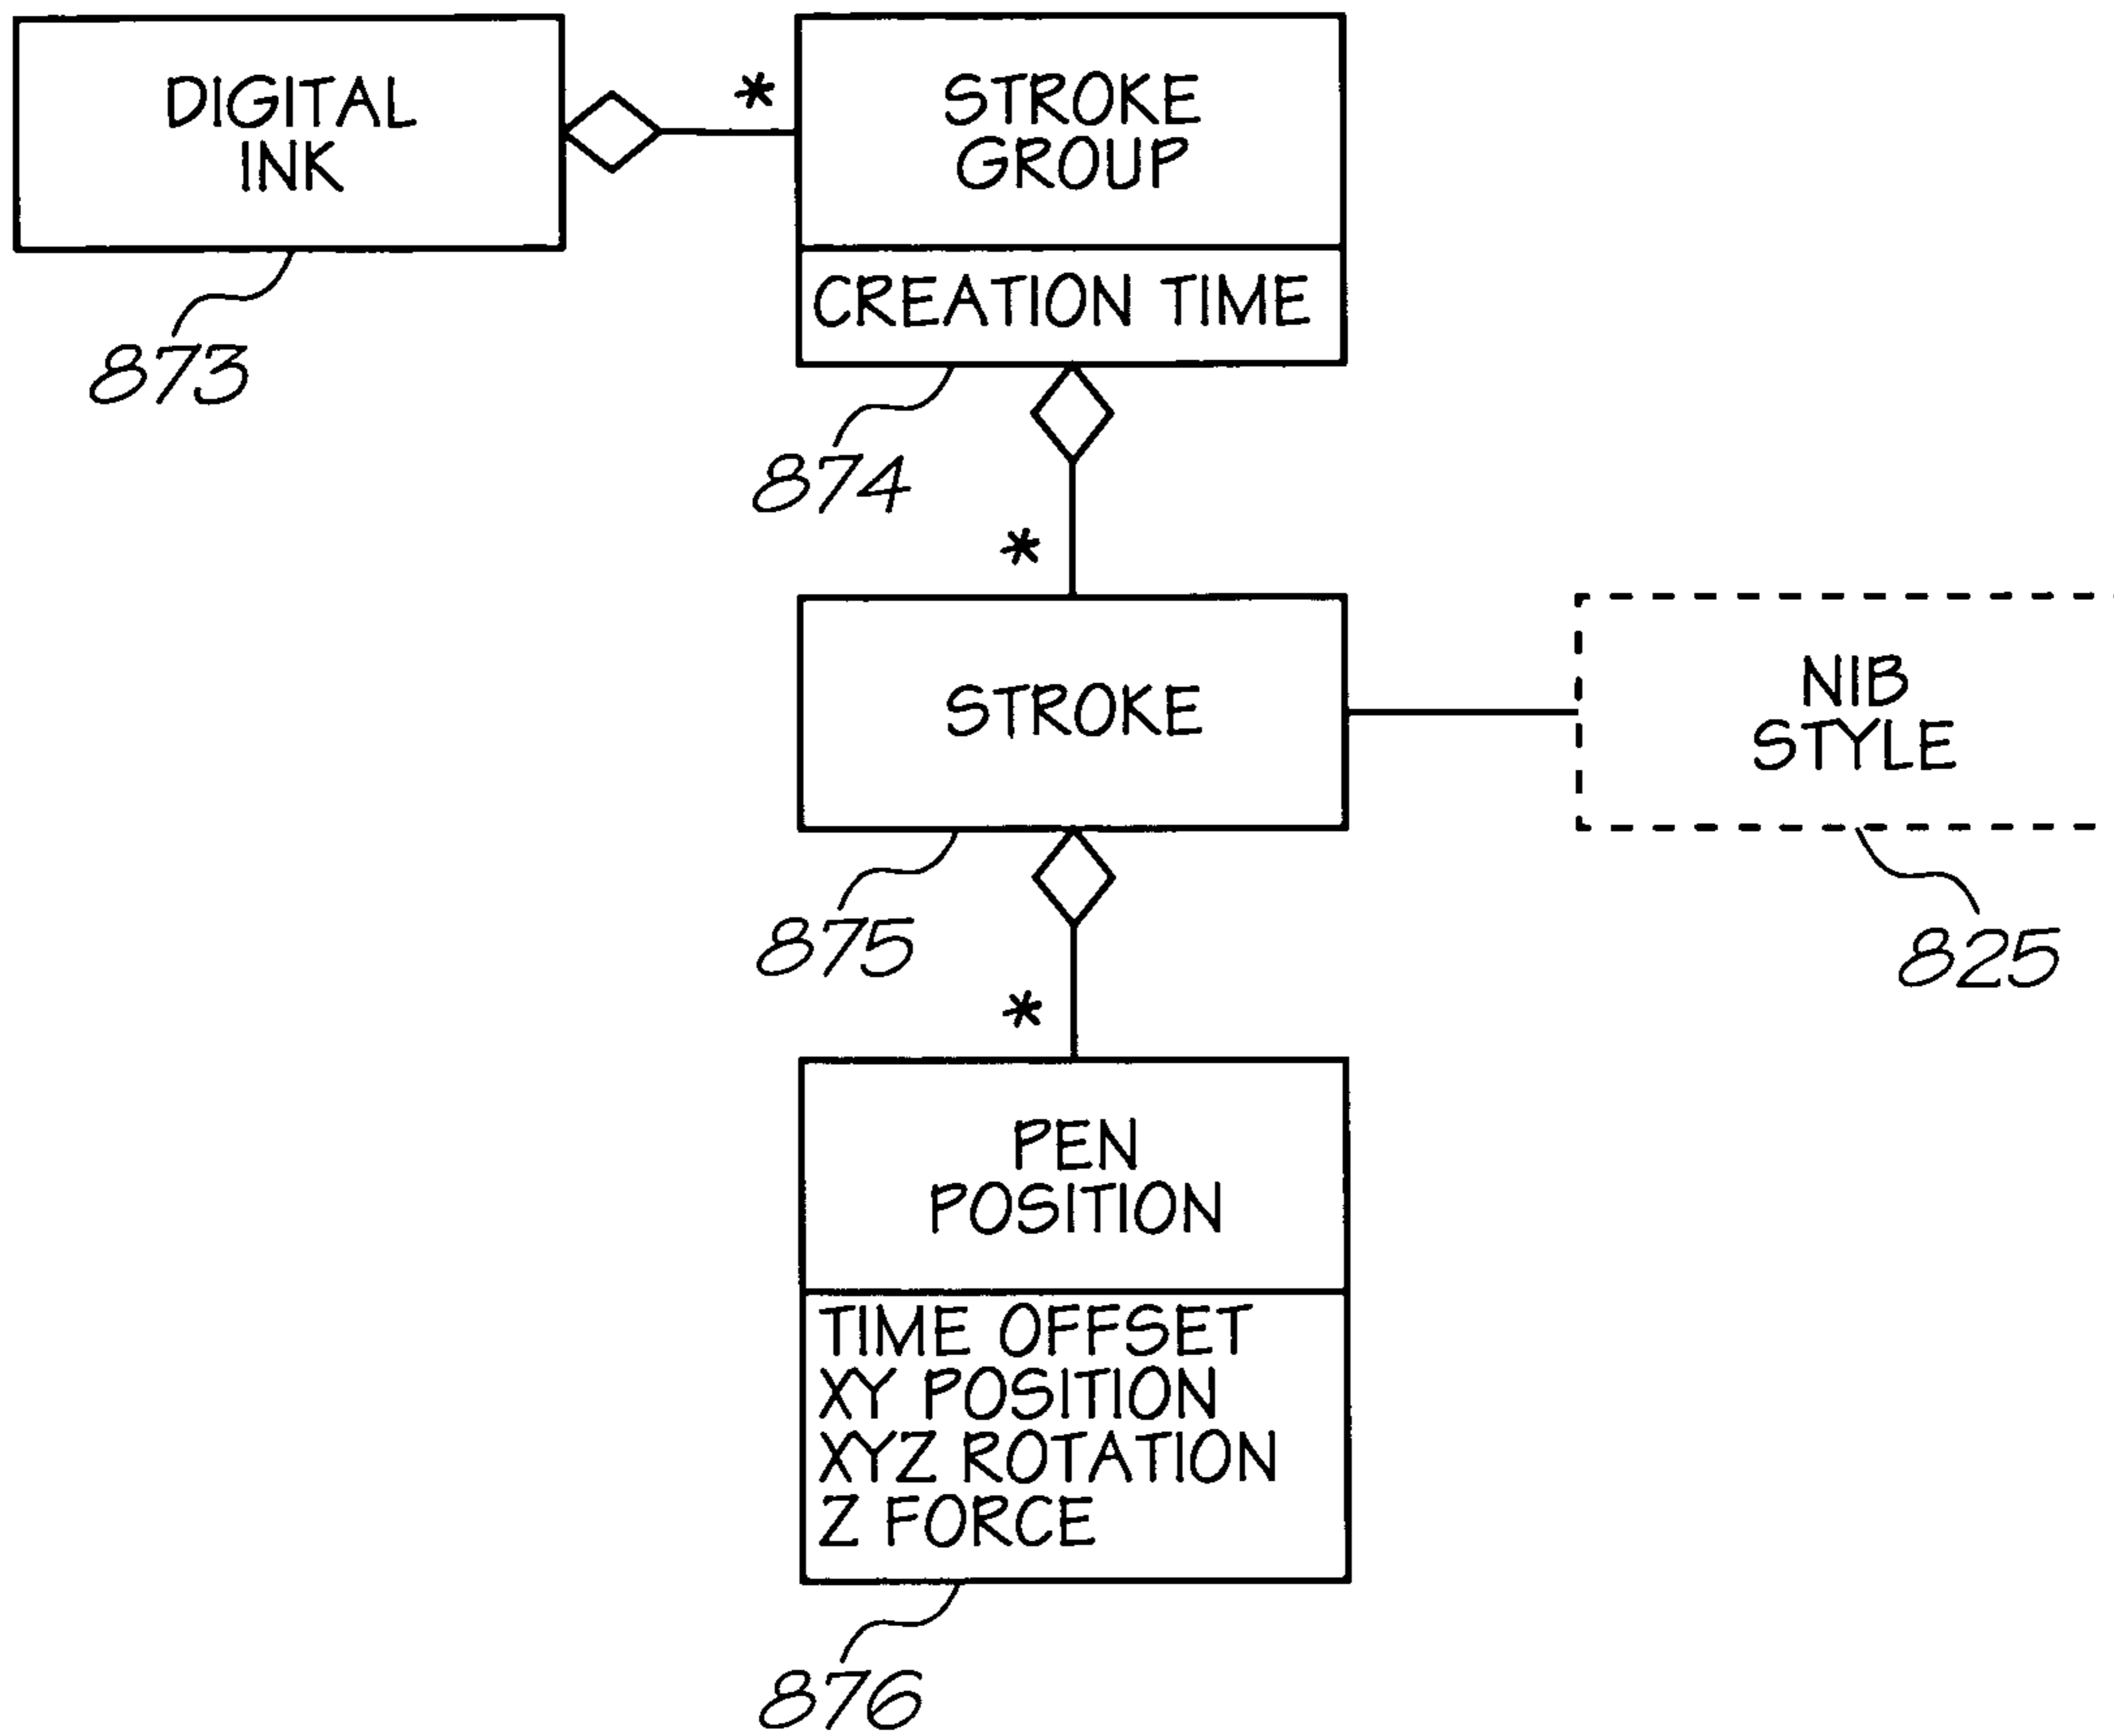 DIGITAL
INK
*
STROKE
GROUP
CREATION TIME
873
874
*
STROKE
NIB
STYLE
875
825
*
PEN
POSITION
TIME OFFSET
XY POSITION
XYZ ROTATION
Z FORCE
876